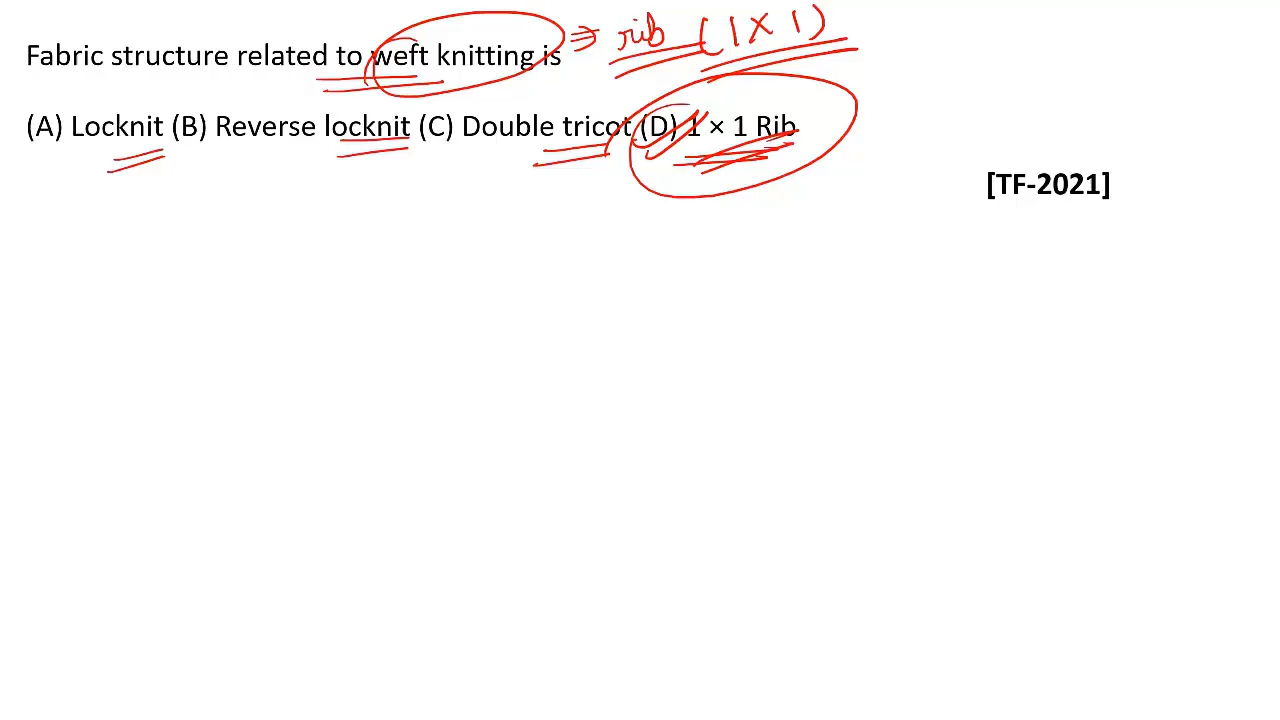 Fabric structure related to weft knitting is ⇒ rib (1×1)
(A) Locknit (B) Reverse locknit (C) Double tricot (D) 1 × 1 Rib
[TF-2021]